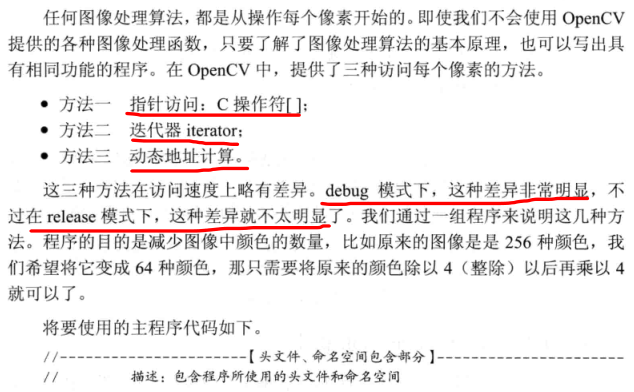 任何图像处理算法，都是从操作每个像素开始的。即使我们不会使用 OpenCV
提供的各种图像处理函数，只要了解了图像处理算法的基本原理，也可以写出具
有相同功能的程序。在 OpenCV 中，提供了三种访问每个像素的方法。
● 方法一 指针访问：C 操作符[ ]；
● 方法二 迭代器 iterator；
● 方法三 动态地址计算。
这三种方法在访问速度上略有差异。debug 模式下，这种差异非常明显，不
过在 release 模式下，这种差异就不太明显了。我们通过一组程序来说明这几种方
法。程序的目的是减少图像中颜色的数量，比如原来的图像是是 256 种颜色，我
们希望将它变成 64 种颜色，那只需要将原来的颜色除以 4（整除）以后再乘以 4
就可以了。
将要使用的主程序代码如下。
//----------------------【头文件、命名空间包含部分】----------------------
// 描述：包含程序所使用的头文件和命名空间